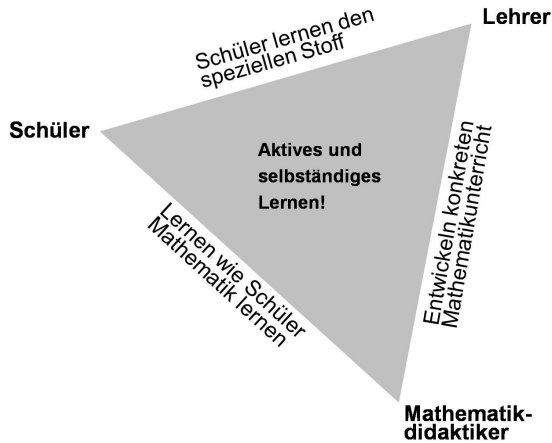 Lehrer
Schüler lernen den
speziellen Stoff
Schüler
Aktives und
selbständiges
Lernen!
Entwickeln konkreten
Mathematikunterricht
Lernen wie Schüler
Mathematik lernen
Mathematik-
didaktiker